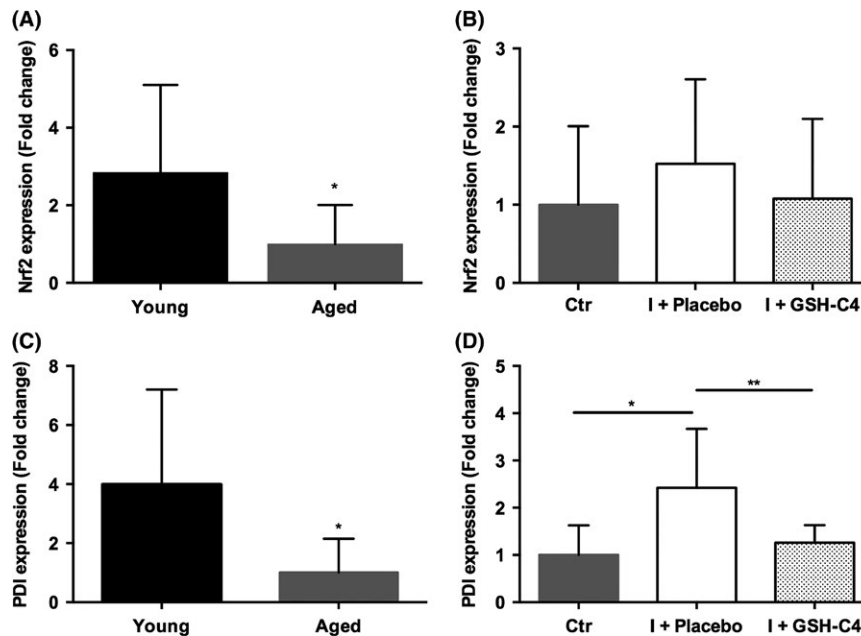 (A)
Nrf2 expression (Fold change)
6
4
2
0
*
Young
Aged
(B)
Nrf2 expression (Fold change)
3
2
1
0
Ctr
I + Placebo
I + GSH-C4
(C)
PDI expression (Fold change)
8
6
4
2
0
*
Young
Aged
(D)
PDI expression (Fold change)
5
4
3
2
1
0
*
**
Ctr
I + Placebo
I + GSH-C4